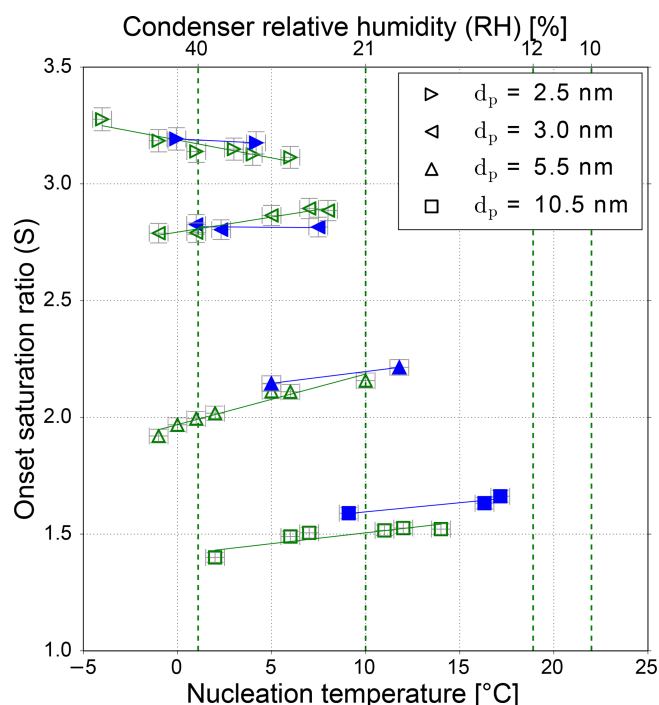 Condenser relative humidity (RH) [%]
40 21 12 10
3.5
3.0
2.5
2.0
1.5
1.0
Onset saturation ratio (S)
dp = 2.5 nm
dp = 3.0 nm
dp = 5.5 nm
dp = 10.5 nm
−5 0 5 10 15 20 25
Nucleation temperature [°C]